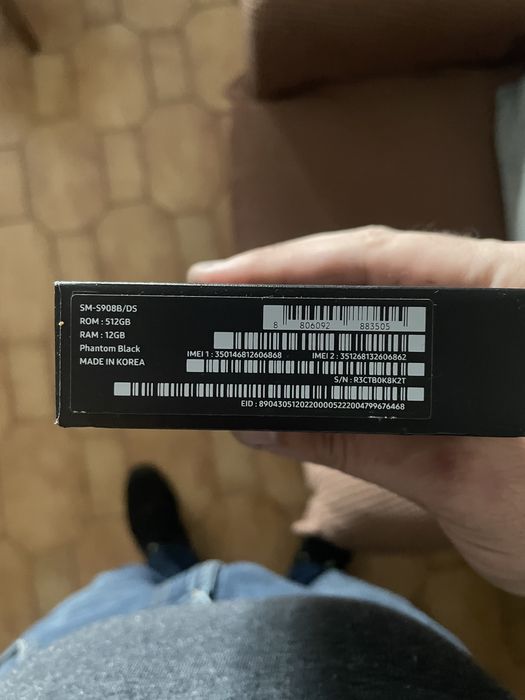 SM-S908B/DS
ROM : 512GB
RAM : 12GB
Phantom Black
MADE IN KOREA
8 806092 883505
IMEI 1 : 350146812606868 IMEI 2 : 351268132606862
S/N : R3CTB0K8K2T
EID : 89043051202200005222004799676468